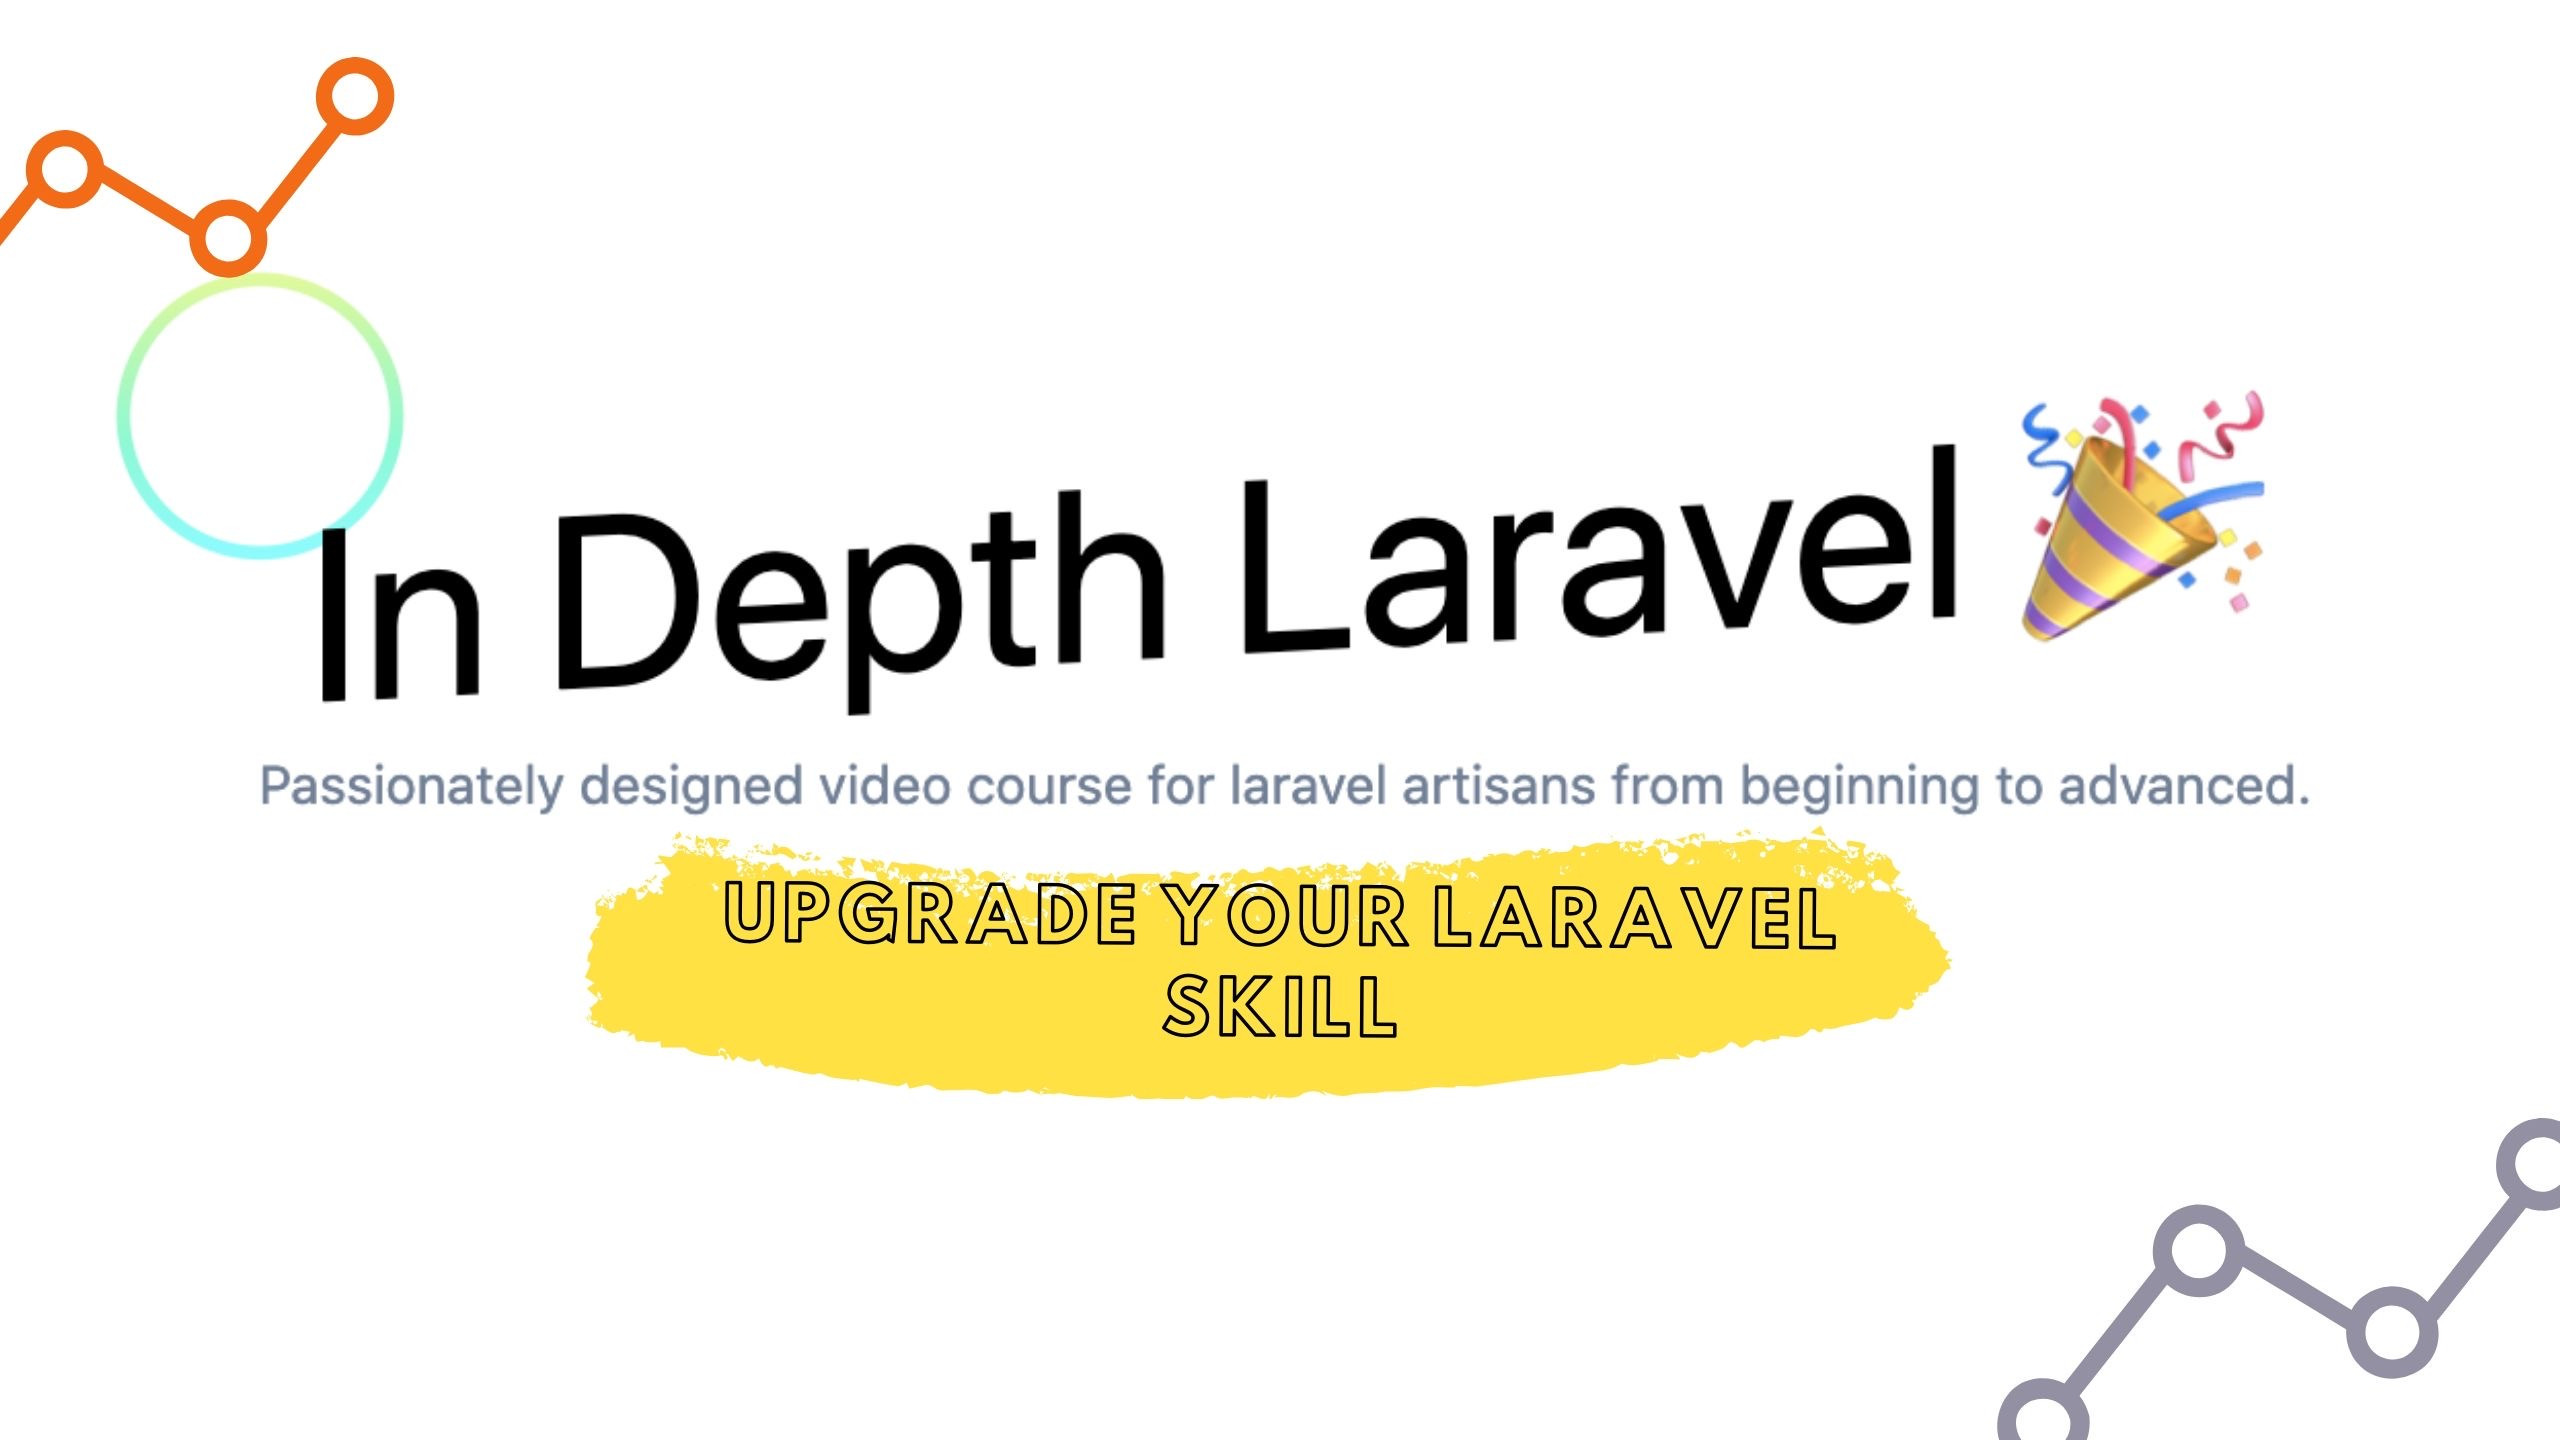 In Depth Laravel 🎉
Passionately designed video course for laravel artisans from beginning to advanced.
UPGRADE YOUR LARAVEL
SKILL